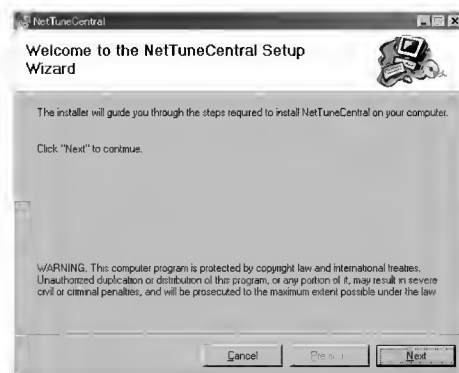 NetTuneCentral
Welcome to the NetTuneCentral Setup
Wizard
The installer will guide you through the steps required to install NetTuneCentral on your computer.
Click "Next" to continue.
WARNING, This computer program is protected by copyright law and international treaties.
Unauthorized duplication or distribution of this program, or any portion of it, may result in severe
civil or criminal penalties, and will be prosecuted to the maximum extent possible under the law
Cancel
Next